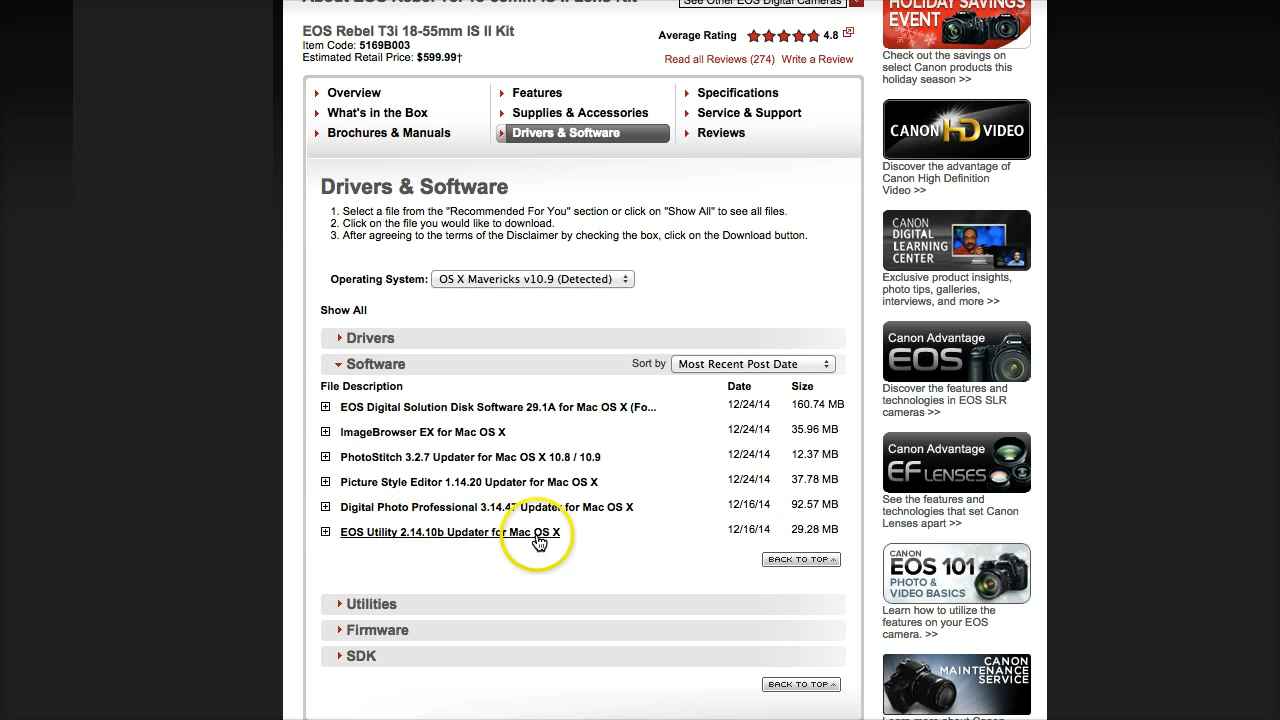 See Other EOS Digital Cameras
EOS Rebel T3i 18-55mm IS II Kit
Item Code: 5169B003
Estimated Retail Price: $599.99†
Average Rating 4.8
Read all Reviews (274) Write a Review
Overview
Features
Specifications
What's in the Box
Supplies & Accessories
Service & Support
Brochures & Manuals
Drivers & Software
Reviews
Drivers & Software
1. Select a file from the "Recommended For You" section or click on "Show All" to see all files.
2. Click on the file you would like to download.
3. After agreeing to the terms of the Disclaimer by checking the box, click on the Download button.
Operating System: OS X Mavericks v10.9 (Detected)
Show All
Drivers
Software
Sort by Most Recent Post Date
File Description Date Size
EOS Digital Solution Disk Software 29.1A for Mac OS X (Fo... 12/24/14 160.74 MB
ImageBrowser EX for Mac OS X 12/24/14 35.96 MB
PhotoStitch 3.2.7 Updater for Mac OS X 10.8 / 10.9 12/24/14 12.37 MB
Picture Style Editor 1.14.20 Updater for Mac OS X 12/24/14 37.78 MB
Digital Photo Professional 3.14.47 Updater for Mac OS X 12/16/14 92.57 MB
EOS Utility 2.14.10b Updater for Mac OS X 12/16/14 29.28 MB
BACK TO TOP
Utilities
Firmware
SDK
BACK TO TOP
HOLIDAY SAVINGS
EVENT
Check out the savings on
select Canon products this
holiday season >>
CANON HD VIDEO
Discover the advantage of
Canon High Definition
Video >>
CANON
DIGITAL
LEARNING
CENTER
Exclusive product insights,
photo tips, galleries,
interviews, and more >>
Canon Advantage
EOS
Discover the features and
technologies in EOS SLR
cameras >>
Canon Advantage
EF LENSES
See the features and
technologies that set Canon
Lenses apart >>
CANON
EOS 101
PHOTO &
VIDEO BASICS
Learn how to utilize the
features on your EOS
camera. >>
CANON
MAINTENANCE
SERVICE